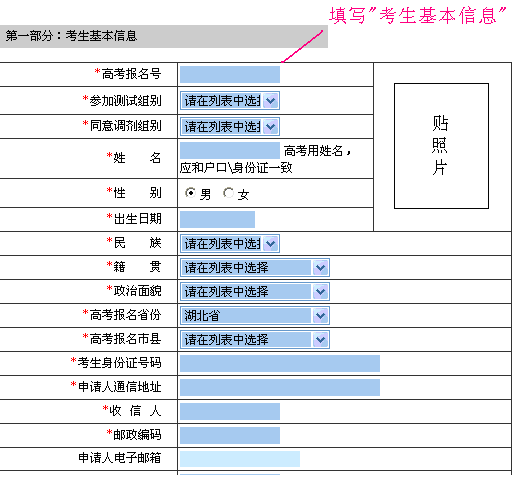 填写"考生基本信息"
第一部分：考生基本信息
*高考报名号
*参加测试组别 请在列表中选择
*同意调剂组别 请在列表中选择
*姓 名 高考用姓名，
应和户口\身份证一致
*性 别 男 女
*出生日期
*民 族 请在列表中选择
*籍 贯 请在列表中选择
*政治面貌 请在列表中选择
*高考报名省份 湖北省
*高考报名市县 请在列表中选择
*考生身份证号码
*申请人通信地址
*收 信 人
*邮政编码
申请人电子邮箱
贴
照
片